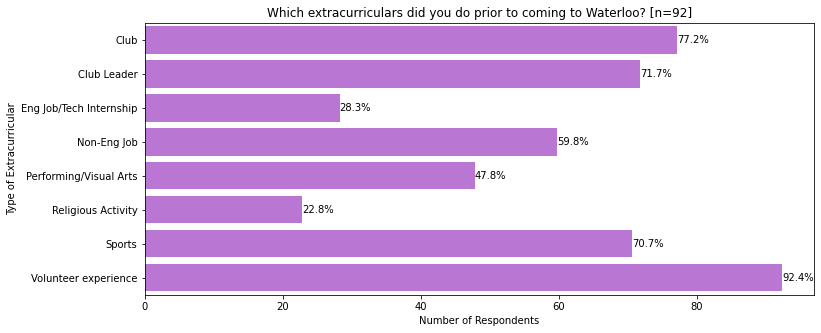 Which extracurriculars did you do prior to coming to Waterloo? [n=92]
Type of Extracurricular
Club
77.2%
Club Leader
71.7%
Eng Job/Tech Internship
28.3%
Non-Eng Job
59.8%
Performing/Visual Arts
47.8%
Religious Activity
22.8%
Sports
70.7%
Volunteer experience
92.4%
0 20 40 60 80
Number of Respondents